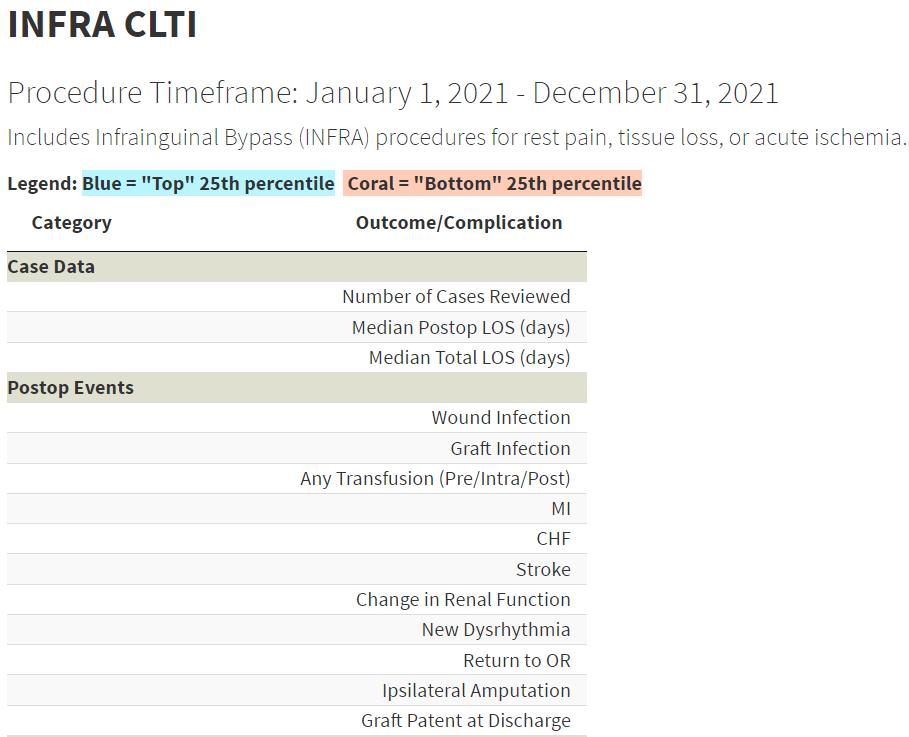 INFRA CLTI
Procedure Timeframe: January 1, 2021 - December 31, 2021
Includes Infrainguinal Bypass (INFRA) procedures for rest pain, tissue loss, or acute ischemia.
Legend: Blue = "Top" 25th percentile Coral = "Bottom" 25th percentile
Category Outcome/Complication
Case Data
Number of Cases Reviewed
Median Postop LOS (days)
Median Total LOS (days)
Postop Events
Wound Infection
Graft Infection
Any Transfusion (Pre/Intra/Post)
MI
CHF
Stroke
Change in Renal Function
New Dysrhythmia
Return to OR
Ipsilateral Amputation
Graft Patent at Discharge